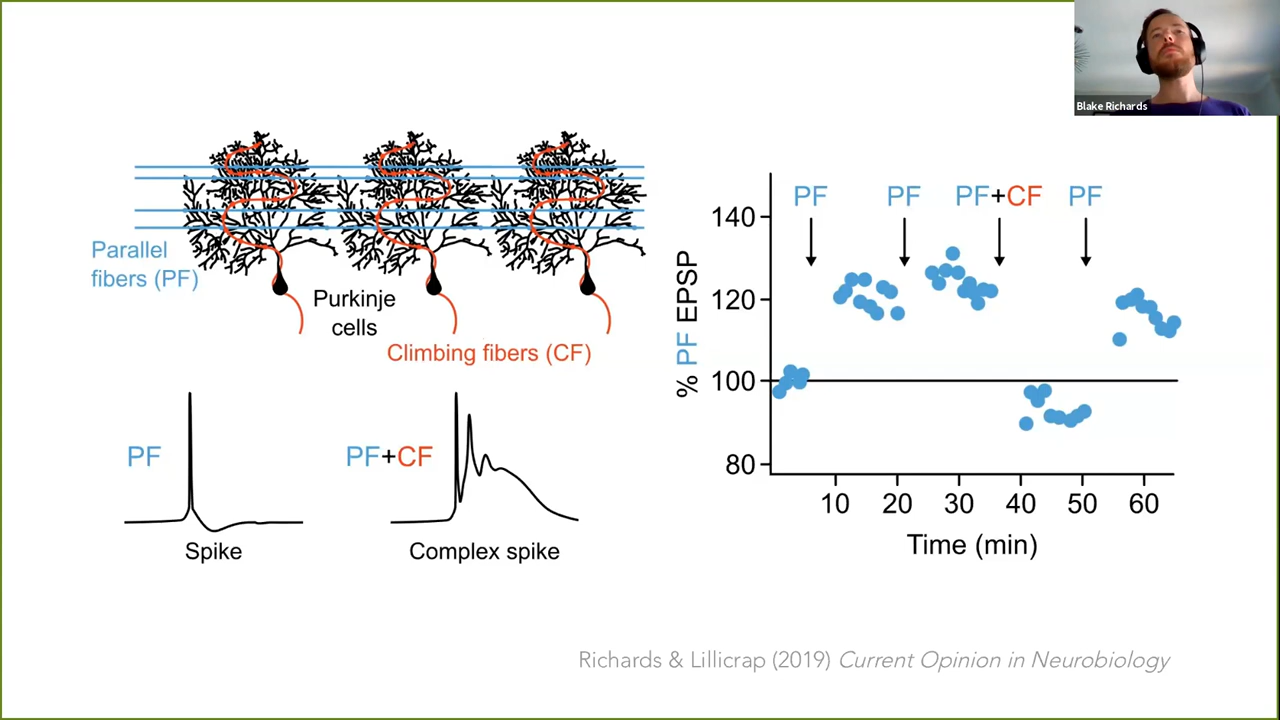 Blake Richards
Parallel
fibers (PF)
Purkinje
cells
Climbing fibers (CF)
PF
Spike
PF+CF
Complex spike
PF PF PF+CF PF
% PF EPSP
140
120
100
80
10 20 30 40 50 60
Time (min)
Richards & Lillicrap (2019) Current Opinion in Neurobiology